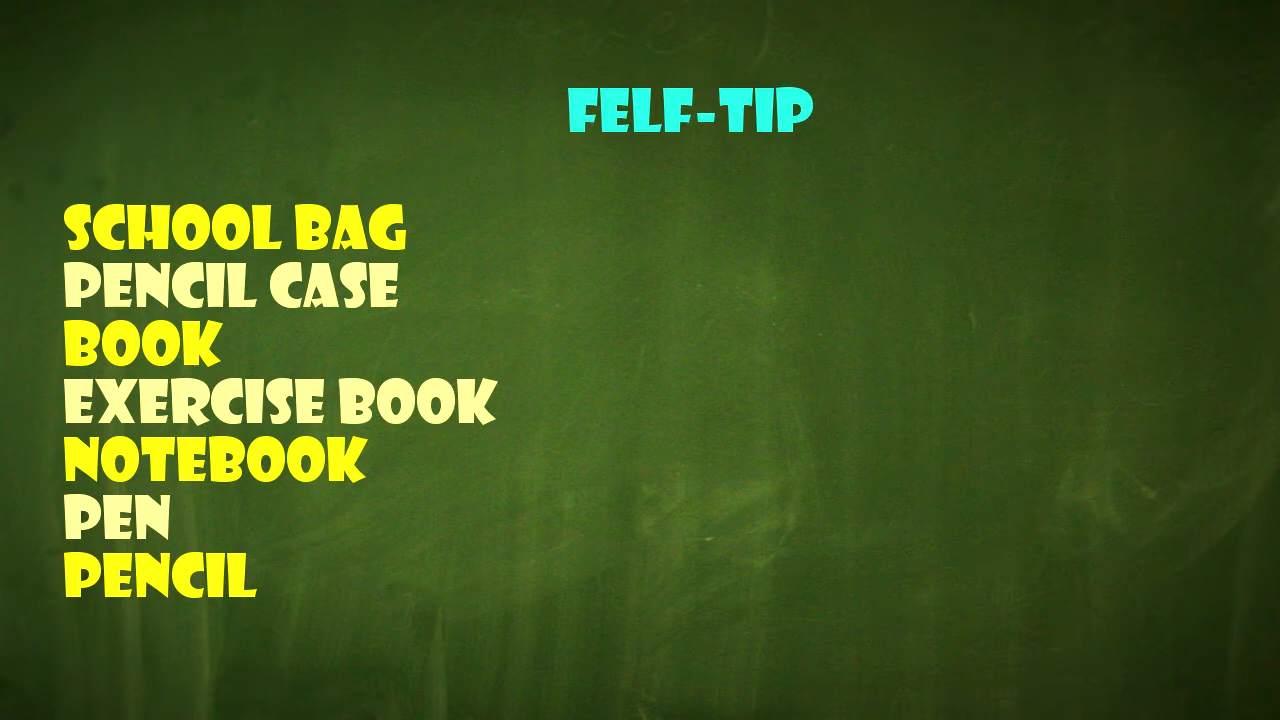 FELF-TIP
SCHOOL BAG
PENCIL CASE
BOOK
EXERCISE BOOK
NOTEBOOK
PEN
PENCIL